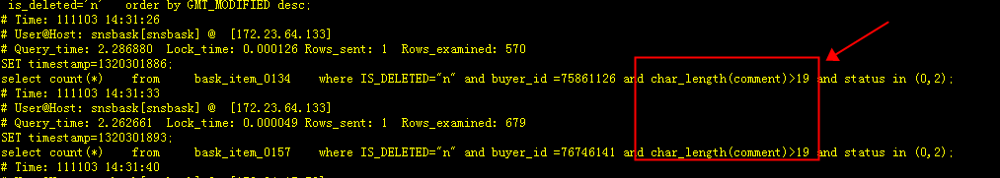 is_deleted='n'   order by GMT_MODIFIED desc;
# Time: 111103 14:31:26
# User@Host: snsbask[snsbask] @  [172.23.64.133]
# Query_time: 2.286880  Lock_time: 0.000126 Rows_sent: 1  Rows_examined: 570
SET timestamp=1320301886;
select count(*)   from     bask_item_0134    where IS_DELETED="n" and buyer_id =75861126 and char_length(comment)>19 and status in (0,2);
# Time: 111103 14:31:33
# User@Host: snsbask[snsbask] @  [172.23.64.133]
# Query_time: 2.262661  Lock_time: 0.000049 Rows_sent: 1  Rows_examined: 679
SET timestamp=1320301893;
select count(*)   from     bask_item_0157    where IS_DELETED="n" and buyer_id =76746141 and char_length(comment)>19 and status in (0,2);
# Time: 111103 14:31:40